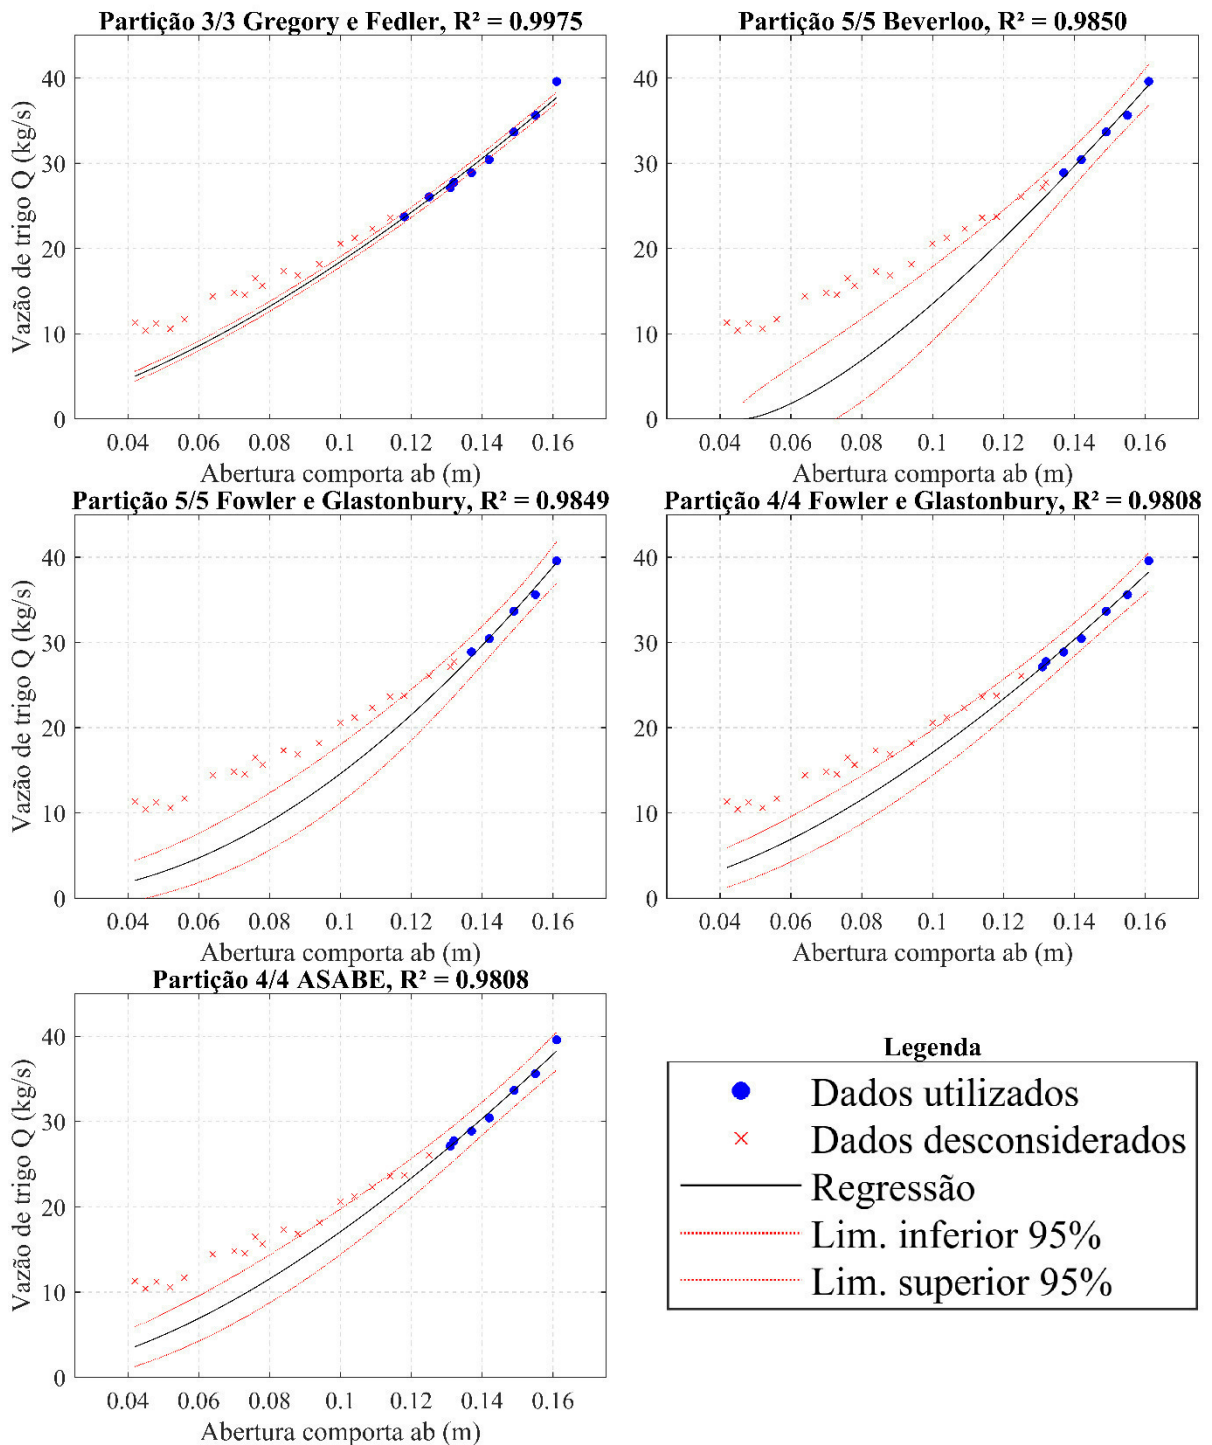 Partição 3/3 Gregory e Fedler, R² = 0.9975
Vazão de trigo Q (kg/s)
40
30
20
10
0
0.04 0.06 0.08 0.1 0.12 0.14 0.16
Abertura comporta ab (m)
Partição 5/5 Beverloo, R² = 0.9850
40
30
20
10
0
0.04 0.06 0.08 0.1 0.12 0.14 0.16
Abertura comporta ab (m)
Partição 5/5 Fowler e Glastonbury, R² = 0.9849
Vazão de trigo Q (kg/s)
40
30
20
10
0
0.04 0.06 0.08 0.1 0.12 0.14 0.16
Abertura comporta ab (m)
Partição 4/4 Fowler e Glastonbury, R² = 0.9808
40
30
20
10
0
0.04 0.06 0.08 0.1 0.12 0.14 0.16
Abertura comporta ab (m)
Partição 4/4 ASABE, R² = 0.9808
Vazão de trigo Q (kg/s)
40
30
20
10
0
0.04 0.06 0.08 0.1 0.12 0.14 0.16
Abertura comporta ab (m)
Legenda
Dados utilizados
Dados desconsiderados
Regressão
Lim. inferior 95%
Lim. superior 95%